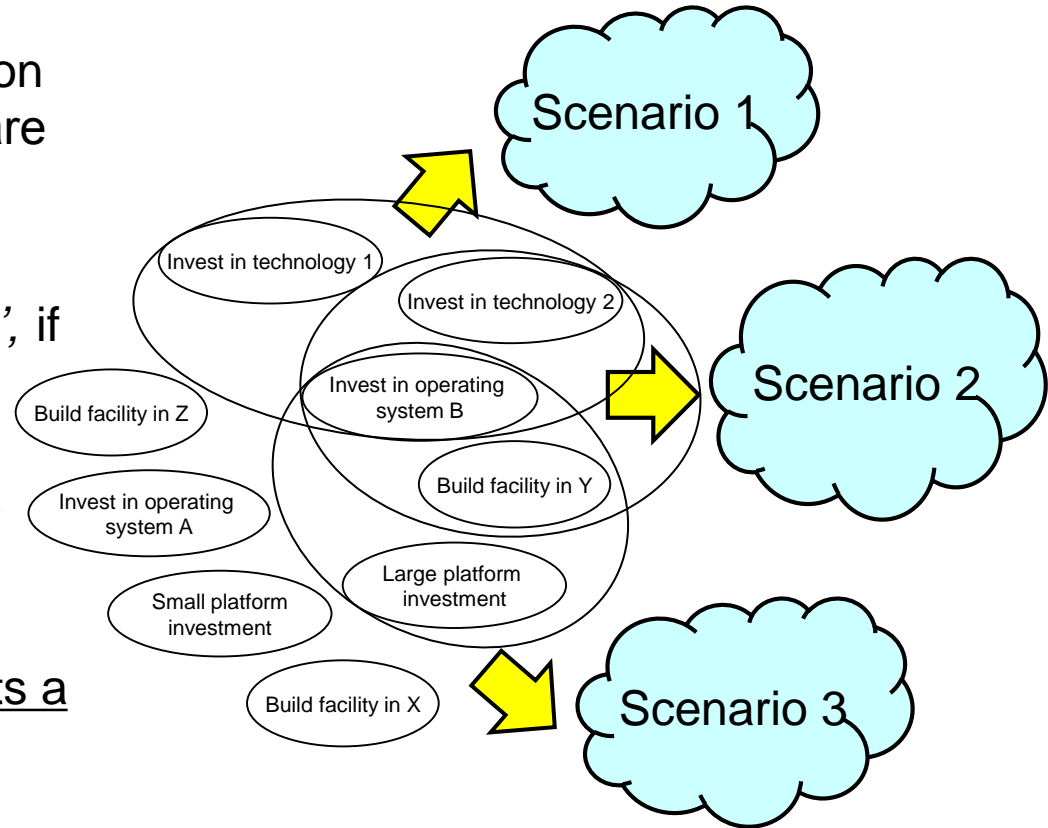 on
are
’, if
ts a
Scenario 1
Invest in technology 1
Invest in technology 2
Scenario 2
Invest in operating
system B
Build facility in Z
Build facility in Y
Invest in operating
system A
Large platform
investment
Small platform
investment
Build facility in X
Scenario 3